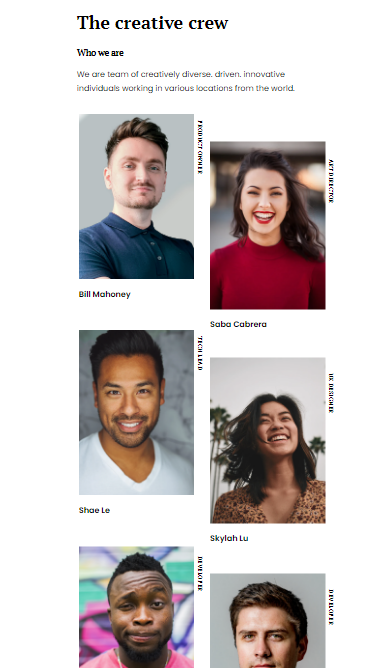 The creative crew
Who we are
We are team of creatively diverse. driven. innovative
individuals working in various locations from the world.
PRODUCT OWNER
Bill Mahoney
ART DIRECTOR
Saba Cabrera
TECH LEAD
Shae Le
UX DESIGNER
Skylah Lu
DEVELOPER
DEVELOPER